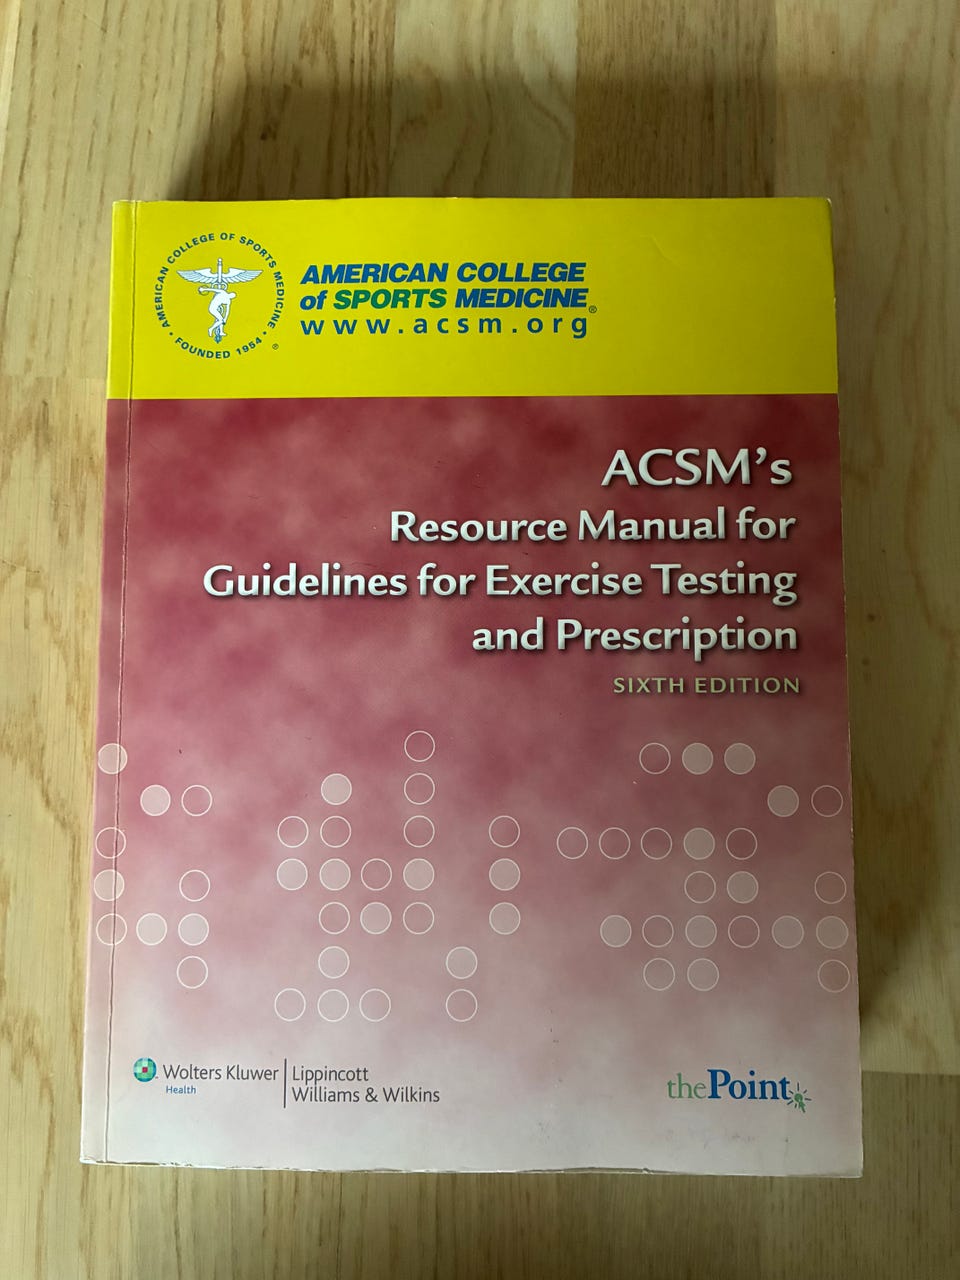 AMERICAN COLLEGE OF SPORTS MEDICINE
• FOUNDED 1954 •
®
AMERICAN COLLEGE
of SPORTS MEDICINE®
www.acsm.org
ACSM's
Resource Manual for
Guidelines for Exercise Testing
and Prescription
SIXTH EDITION
Wolters Kluwer
Health
Lippincott
Williams & Wilkins
thePoint